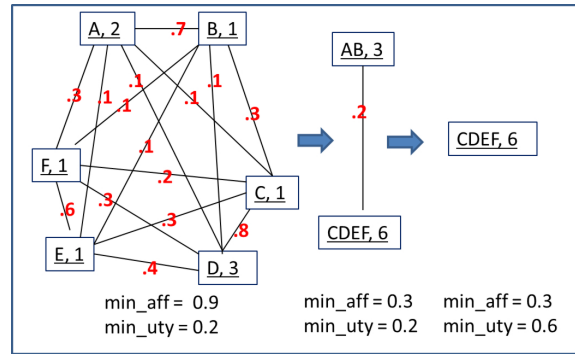 A, 2
.7
B, 1
.3
.1
.1
.1
.1
.1
.3
AB, 3
.2
CDEF, 6
F, 1
.1
.2
C, 1
.6
.3
.3
.8
E, 1
.4
D, 3
CDEF, 6
min_aff = 0.9
min_uty = 0.2
min_aff = 0.3
min_uty = 0.2
min_aff = 0.3
min_uty = 0.6